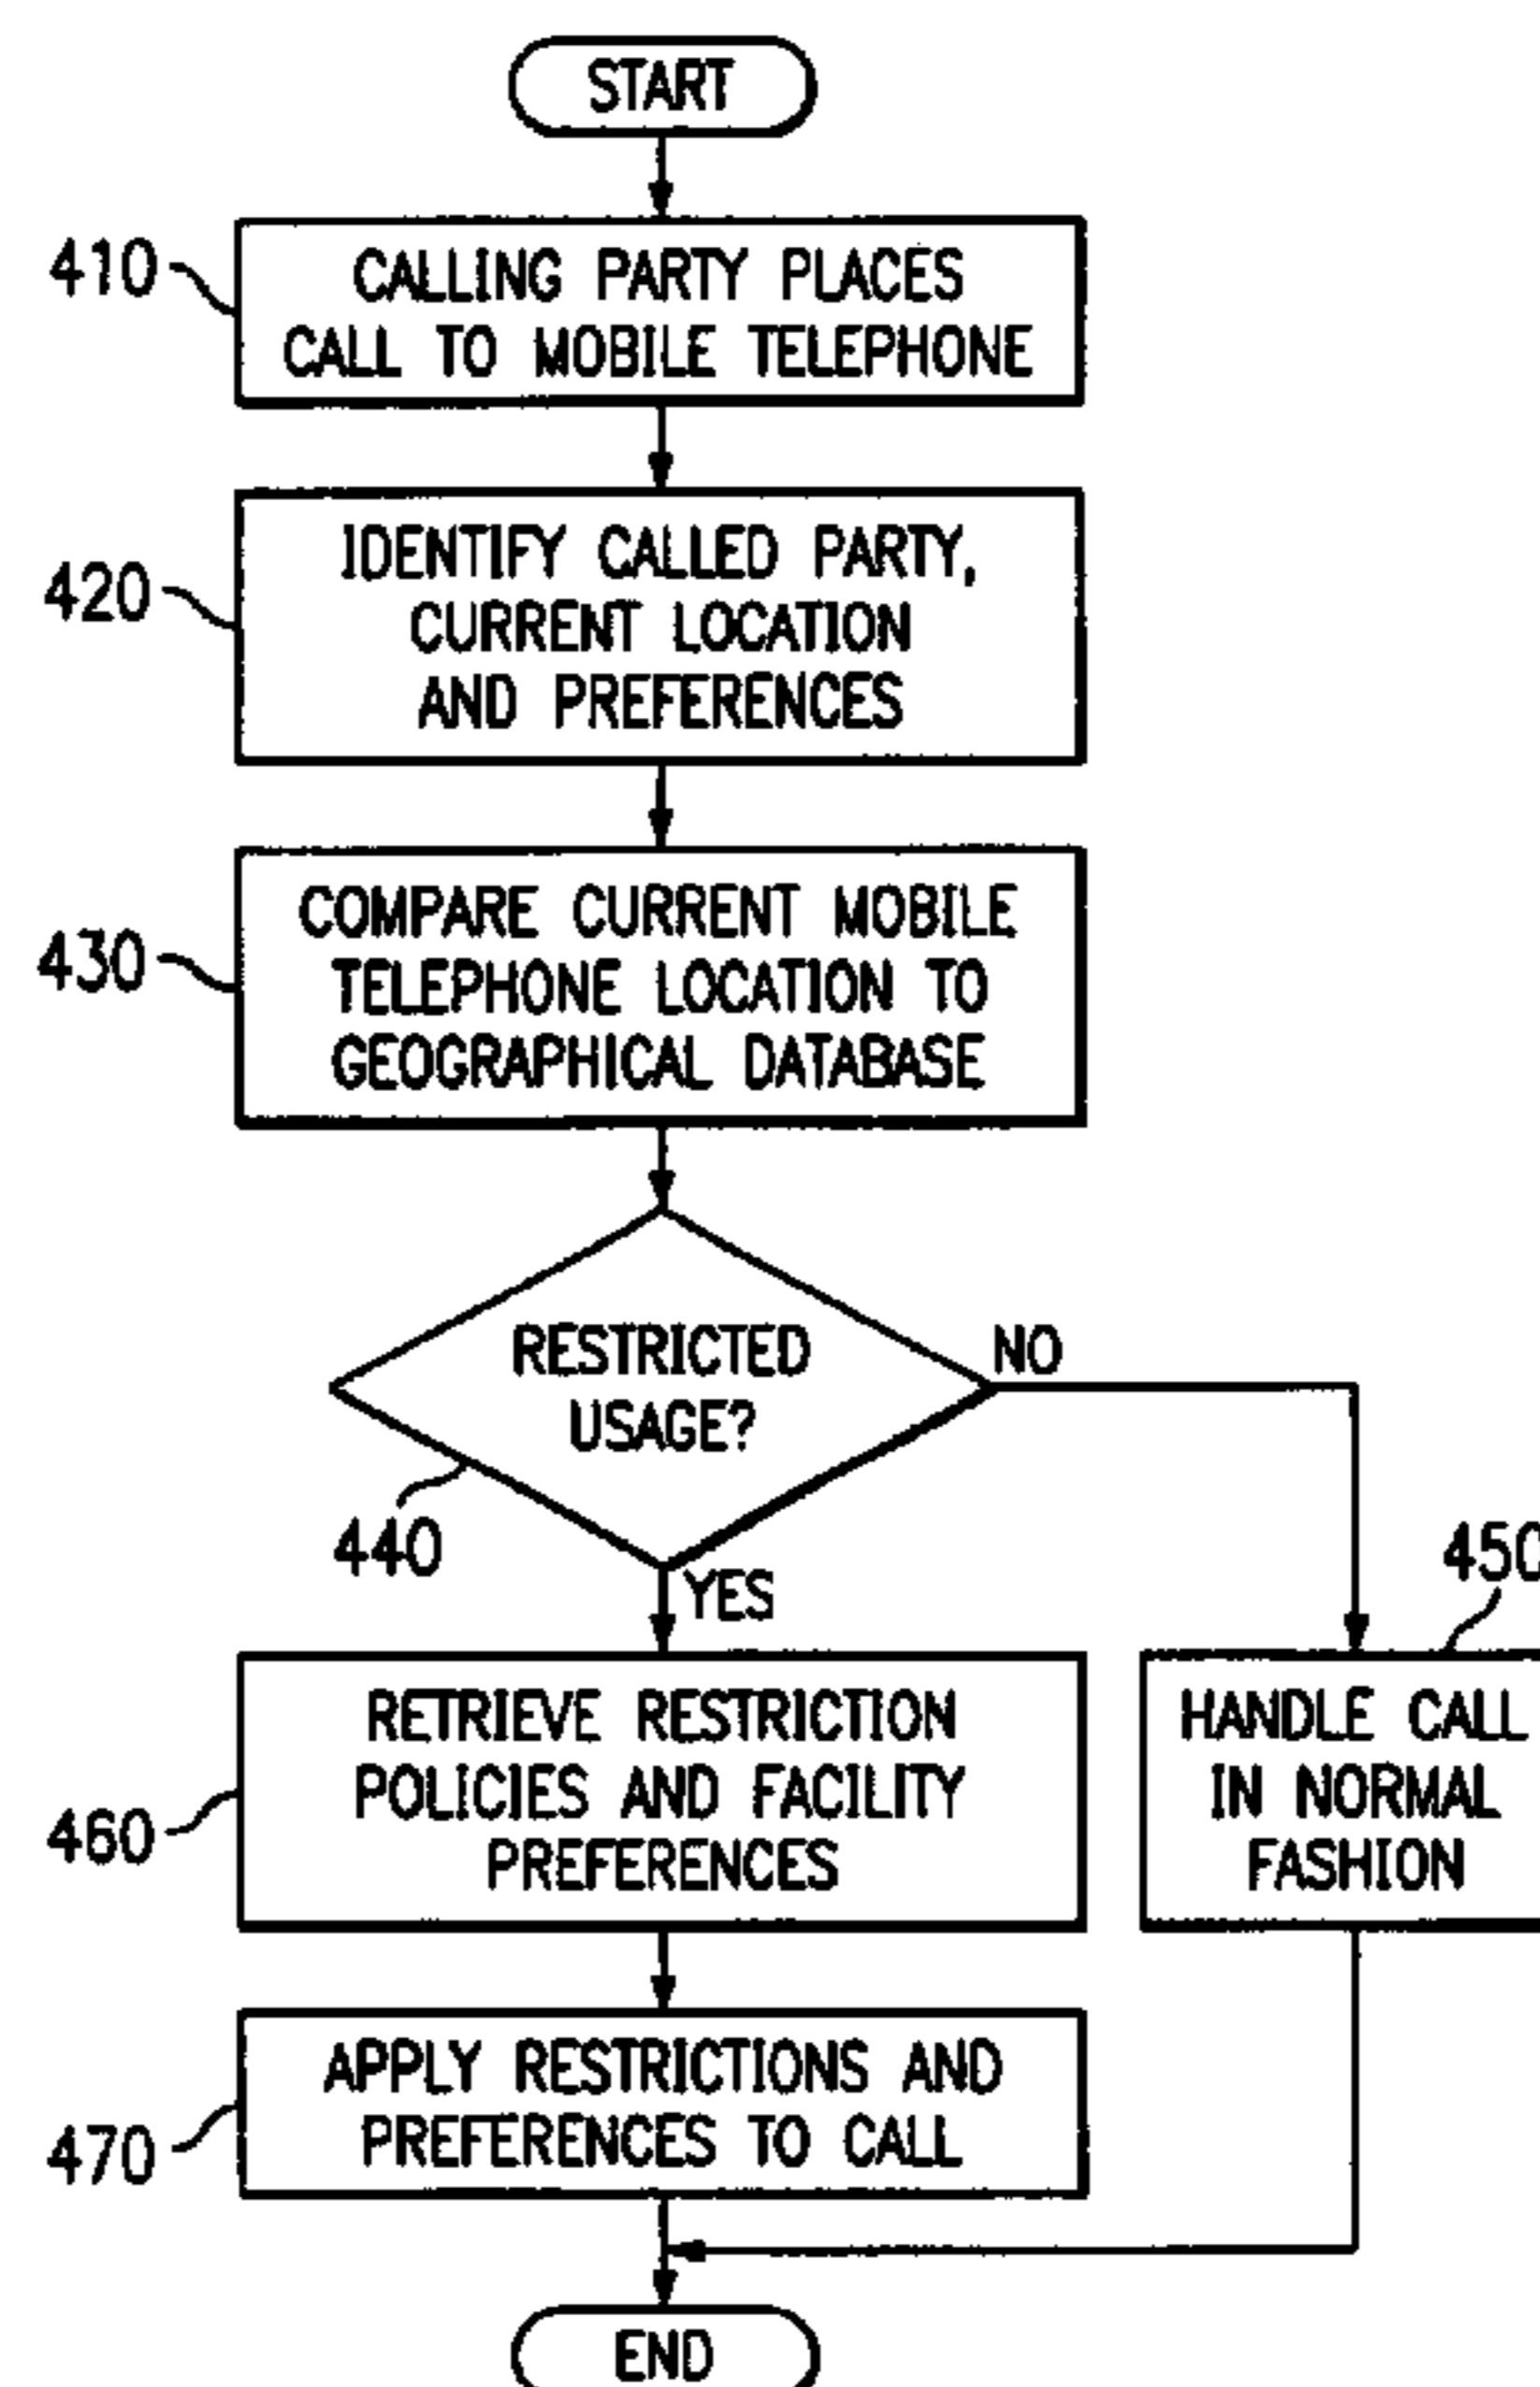 START
410
CALLING PARTY PLACES
CALL TO MOBILE TELEPHONE
420
IDENTIFY CALLED PARTY,
CURRENT LOCATION
AND PREFERENCES
430
COMPARE CURRENT MOBILE
TELEPHONE LOCATION TO
GEOGRAPHICAL DATABASE
RESTRICTED
USAGE?
NO
440
YES
450
HANDLE CALL
IN NORMAL
FASHION
460
RETRIEVE RESTRICTION
POLICIES AND FACILITY
PREFERENCES
470
APPLY RESTRICTIONS AND
PREFERENCES TO CALL
END